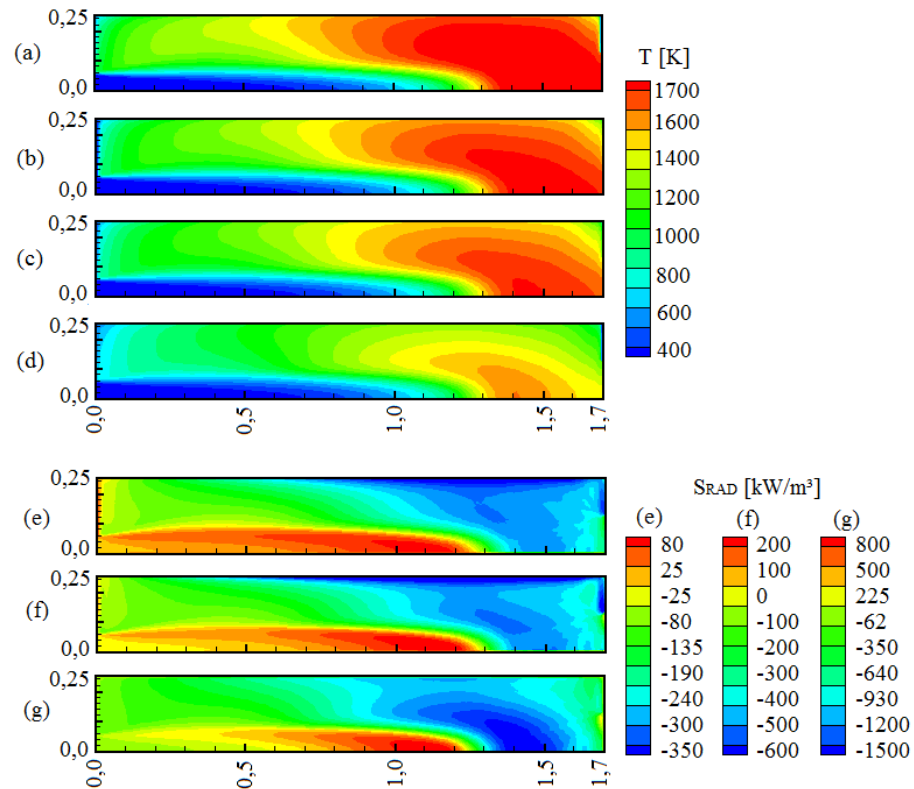 0,25
(a)
0,0
0,25
(b)
0,0
0,25
(c)
0,0
0,25
(d)
0,0
0,0 0,5 1,0 1,5 1,7
T [K]
1700
1600
1400
1200
1000
800
600
400
0,25
(e)
0,0
0,25
(f)
0,0
0,25
(g)
0,0
0,0 0,5 1,0 1,5 1,7
SRAD [kW/m³]
(e) (f) (g)
80 200 800
25 100 500
-25 0 225
-80 -100 -62
-135 -200 -350
-190 -300 -640
-240 -400 -930
-300 -500 -1200
-350 -600 -1500